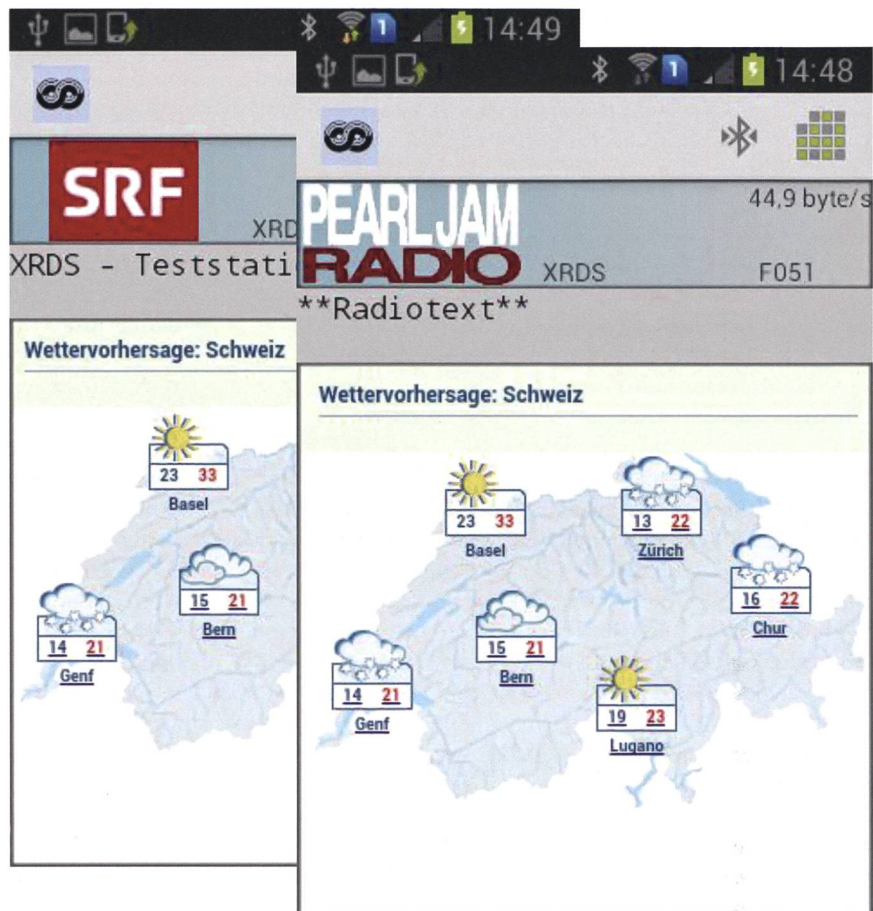 1 14:49
SRF
XRD
XRDS - Teststati
Wettervorhersage: Schweiz
23 33
Basel
15 21
Bern
14 21
Genf
1 14:48
PEARL JAM
RADIO
44,9 byte/s
XRDS F051
**Radiotext**
Wettervorhersage: Schweiz
23 33
Basel
13 22
Zürich
16 22
Chur
15 21
Bern
14 21
Genf
19 23
Lugano